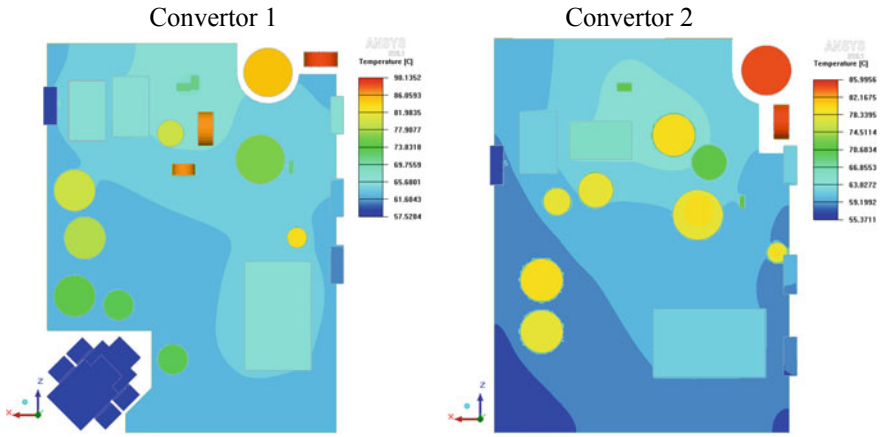 Convertor 1
Convertor 2
ANSYS
Temperature [C]
90.1352
86.0593
81.9835
77.9077
73.8318
69.7559
65.6801
61.6043
57.5284
Z
X
ANSYS
Temperature [C]
85.9956
82.1675
78.3395
74.5114
70.6834
66.8553
63.0272
59.1992
55.3711
Z
X